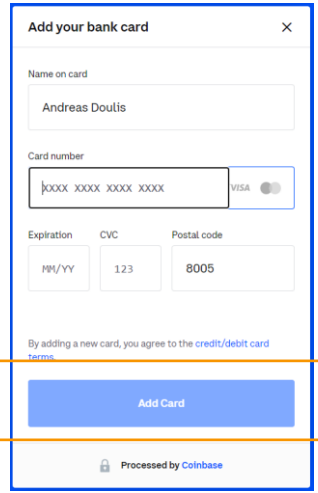 Add your bank card
Name on card
Andreas Doulis
Card number
XXXX XXXX XXXX XXXX VISA
Expiration CVC Postal code
MM/YY 123 8005
By adding a new card, you agree to the credit/debit card
terms.
Add Card
Processed by Coinbase